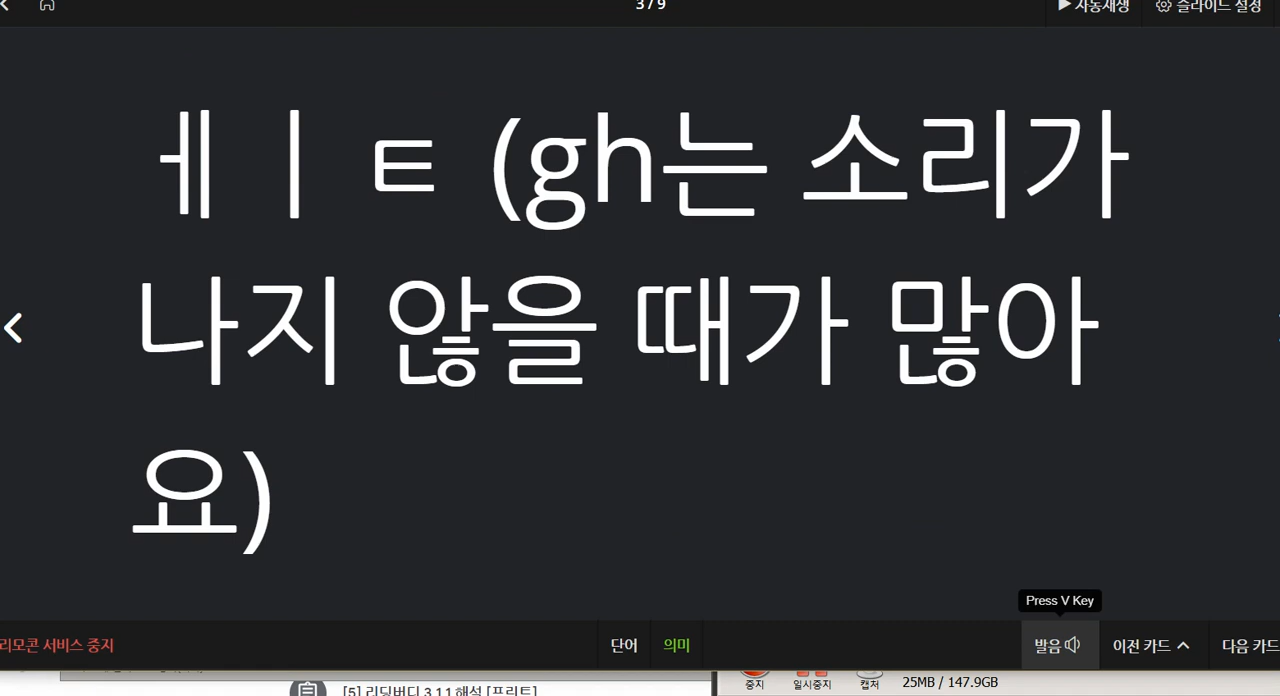 3 / 9
▶ 자동재생
슬라이드 설정
ㅔㅣㅌ (gh는 소리가
나지 않을 때가 많아
요)
Press V Key
리모콘 서비스 중지
단어
의미
발음
이전 카드
다음 카드
[5] 리딩버디 3 1 1 해설 [프린트]
중지
일시중지
캡처
25MB / 147.9GB